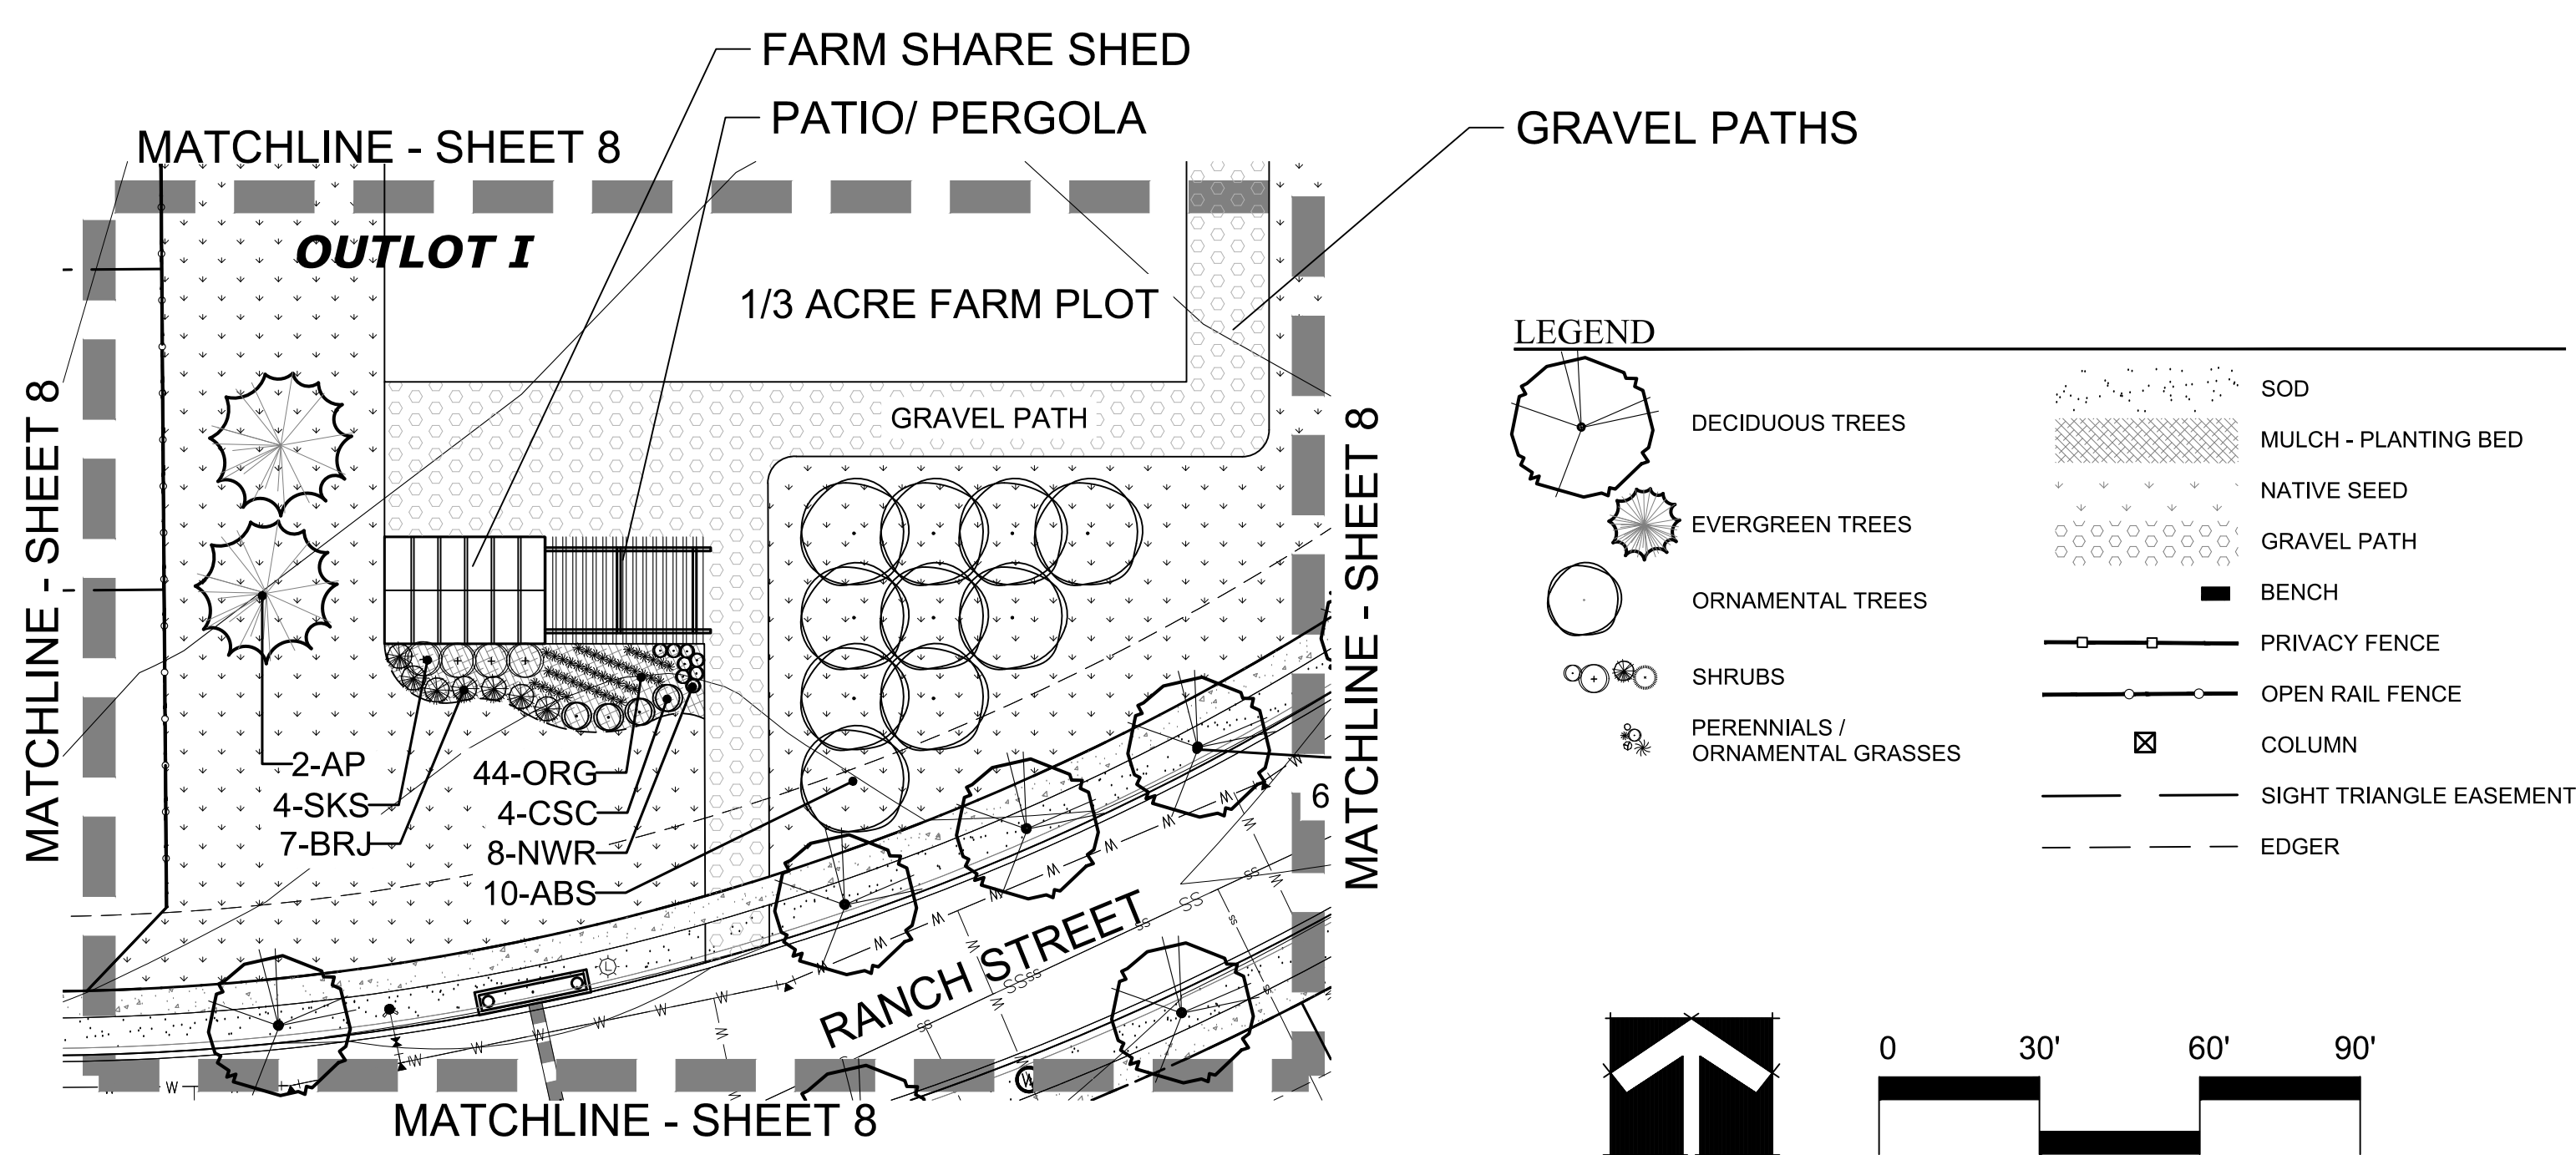 FARM SHARE SHED
PATIO/ PERGOLA
GRAVEL PATHS
MATCHLINE - SHEET 8
OUTLOT I
1/3 ACRE FARM PLOT
GRAVEL PATH
MATCHLINE - SHEET 8
MATCHLINE - SHEET 8
2-AP
4-SKS
7-BRJ
44-ORG
4-CSC
8-NWR
10-ABS
6
RANCH STREET
MATCHLINE - SHEET 8
LEGEND
DECIDUOUS TREES
EVERGREEN TREES
ORNAMENTAL TREES
SHRUBS
PERENNIALS /
ORNAMENTAL GRASSES
SOD
MULCH - PLANTING BED
NATIVE SEED
GRAVEL PATH
BENCH
PRIVACY FENCE
OPEN RAIL FENCE
COLUMN
SIGHT TRIANGLE EASEMENT
EDGER
0 30' 60' 90'